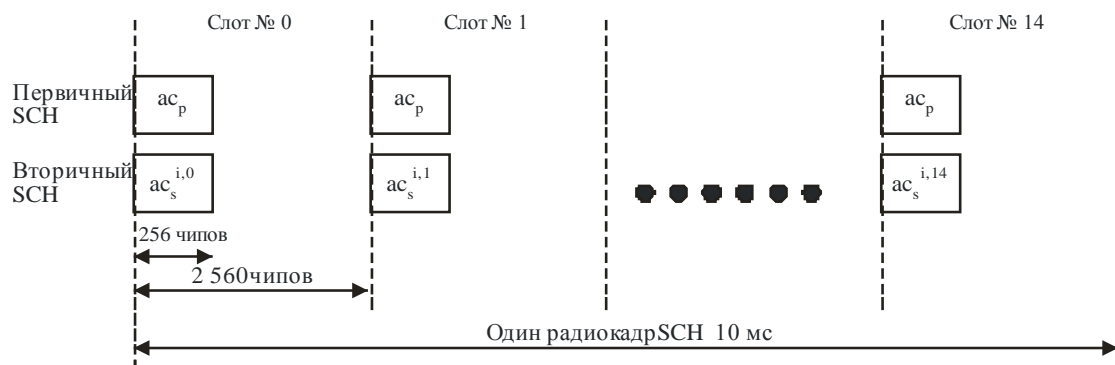 Слот № 0 Слот № 1 Слот № 14
Первичный
SCH
ac_p ac_p ac_p
Вторичный
SCH
ac_s^i,0 ac_s^i,1 ac_s^i,14
256 чипов
2 560чипов
Один радиокадрSCH 10 мс